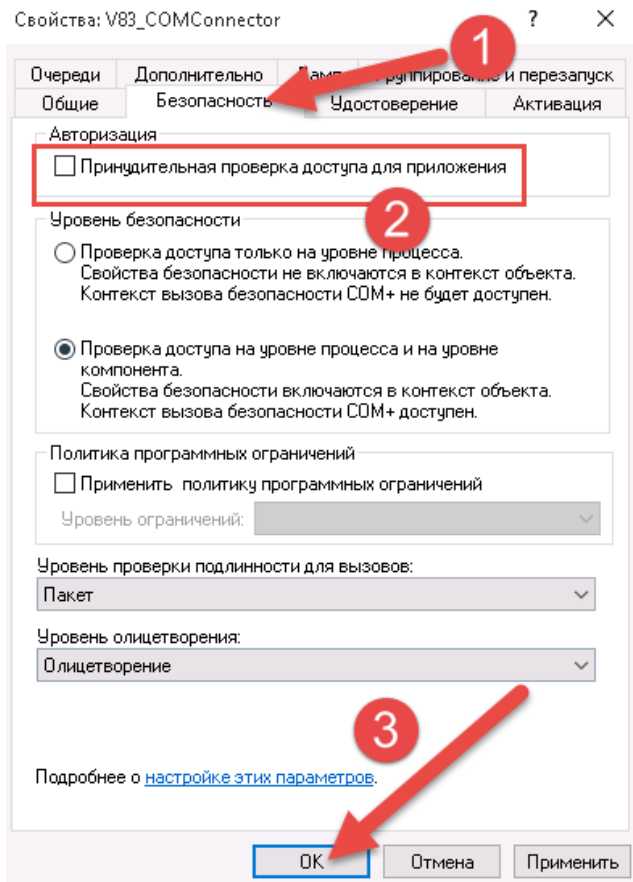 Свойства: V83_COMConnector ? ×
1
Очереди Дополнительно и перезапуск
Общие Безопасность Удостоверение Активация
Авторизация
Принудительная проверка доступа для приложения
2
Уровень безопасности
Проверка доступа только на уровне процесса.
Свойства безопасности не включаются в контекст объекта.
Контекст вызова безопасности COM+ не будет доступен.
Проверка доступа на уровне процесса и на уровне
компонента.
Свойства безопасности включаются в контекст объекта.
Контекст вызова безопасности COM+ доступен.
Политика программных ограничений
Применить политику программных ограничений
Уровень ограничений:
Уровень проверки подлинности для вызовов:
Пакет
Уровень олицетворения:
Олицетворение
3
Подробнее о настройке этих параметров.
OK Отмена Применить